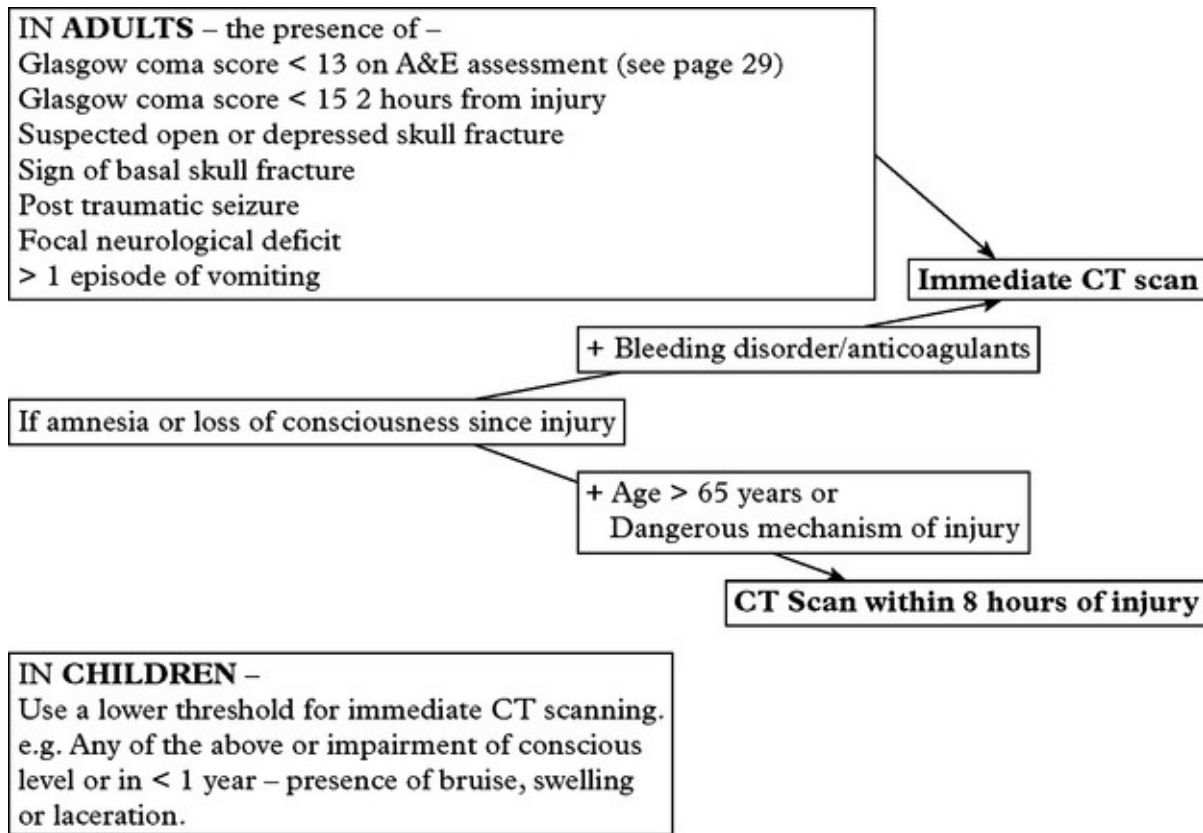 IN ADULTS – the presence of –
Glasgow coma score < 13 on A&E assessment (see page 29)
Glasgow coma score < 15 2 hours from injury
Suspected open or depressed skull fracture
Sign of basal skull fracture
Post traumatic seizure
Focal neurological deficit
> 1 episode of vomiting
Immediate CT scan
+ Bleeding disorder/anticoagulants
If amnesia or loss of consciousness since injury
+ Age > 65 years or
Dangerous mechanism of injury
CT Scan within 8 hours of injury
IN CHILDREN –
Use a lower threshold for immediate CT scanning.
e.g. Any of the above or impairment of conscious
level or in < 1 year – presence of bruise, swelling
or laceration.